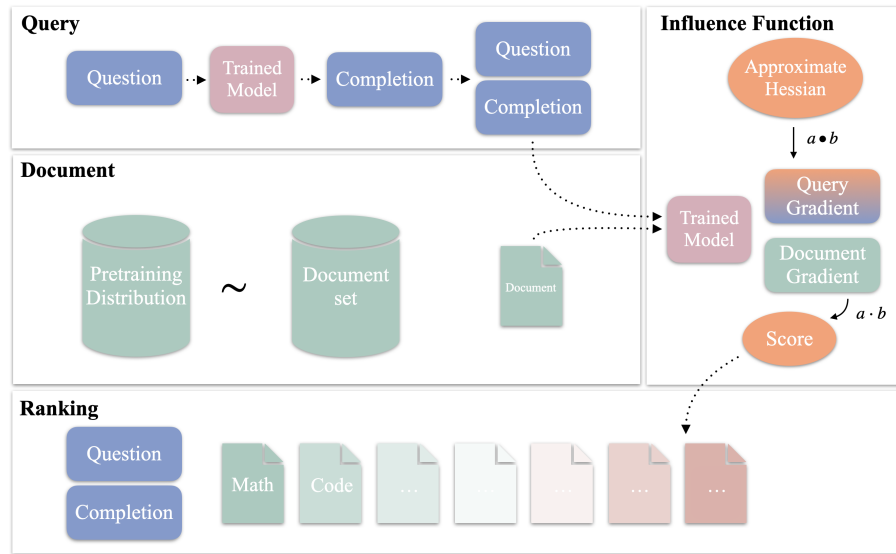 Query
Question
Trained
Model
Completion
Question
Completion
Document
Pretraining
Distribution
~
Document
set
Document
Influence Function
Approximate
Hessian
a • b
Trained
Model
Query
Gradient
Document
Gradient
a · b
Score
Ranking
Question
Completion
Math
Code
...
...
...
...
...